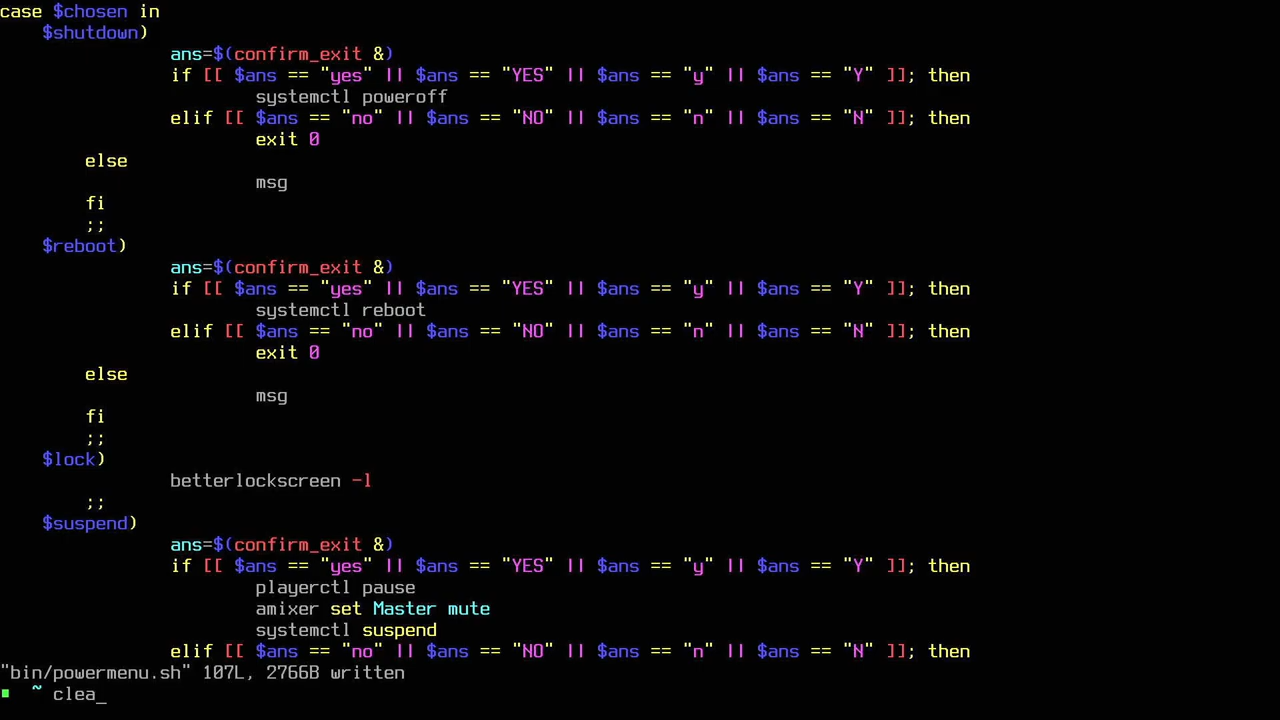 case $chosen in
    $shutdown)
                ans=$(confirm_exit &)
                if [[ $ans == "yes" || $ans == "YES" || $ans == "y" || $ans == "Y" ]]; then
                        systemctl poweroff
                elif [[ $ans == "no" || $ans == "NO" || $ans == "n" || $ans == "N" ]]; then
                        exit 0
        else
                        msg
        fi
        ;;
    $reboot)
                ans=$(confirm_exit &)
                if [[ $ans == "yes" || $ans == "YES" || $ans == "y" || $ans == "Y" ]]; then
                        systemctl reboot
                elif [[ $ans == "no" || $ans == "NO" || $ans == "n" || $ans == "N" ]]; then
                        exit 0
        else
                        msg
        fi
        ;;
    $lock)
                betterlockscreen -l
        ;;
    $suspend)
                ans=$(confirm_exit &)
                if [[ $ans == "yes" || $ans == "YES" || $ans == "y" || $ans == "Y" ]]; then
                        playerctl pause
                        amixer set Master mute
                        systemctl suspend
                elif [[ $ans == "no" || $ans == "NO" || $ans == "n" || $ans == "N" ]]; then
"bin/powermenu.sh" 107L, 2766B written
~ clea_